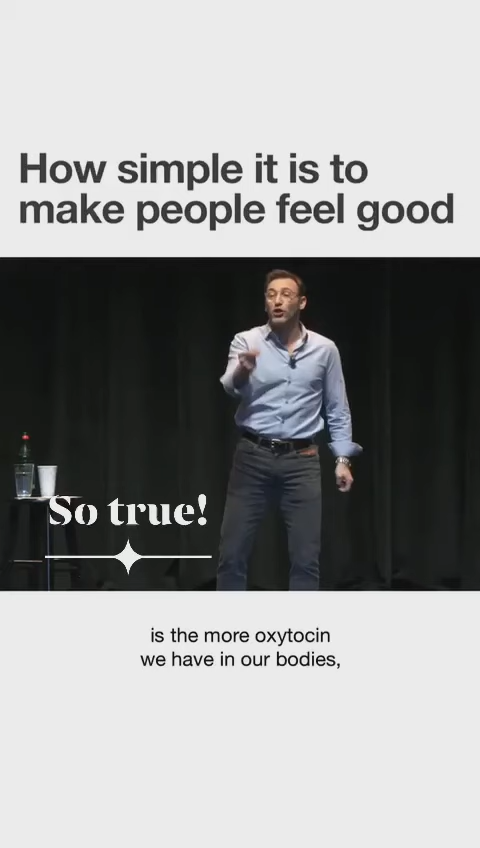 How simple it is to
make people feel good
So true!
is the more oxytocin
we have in our bodies,